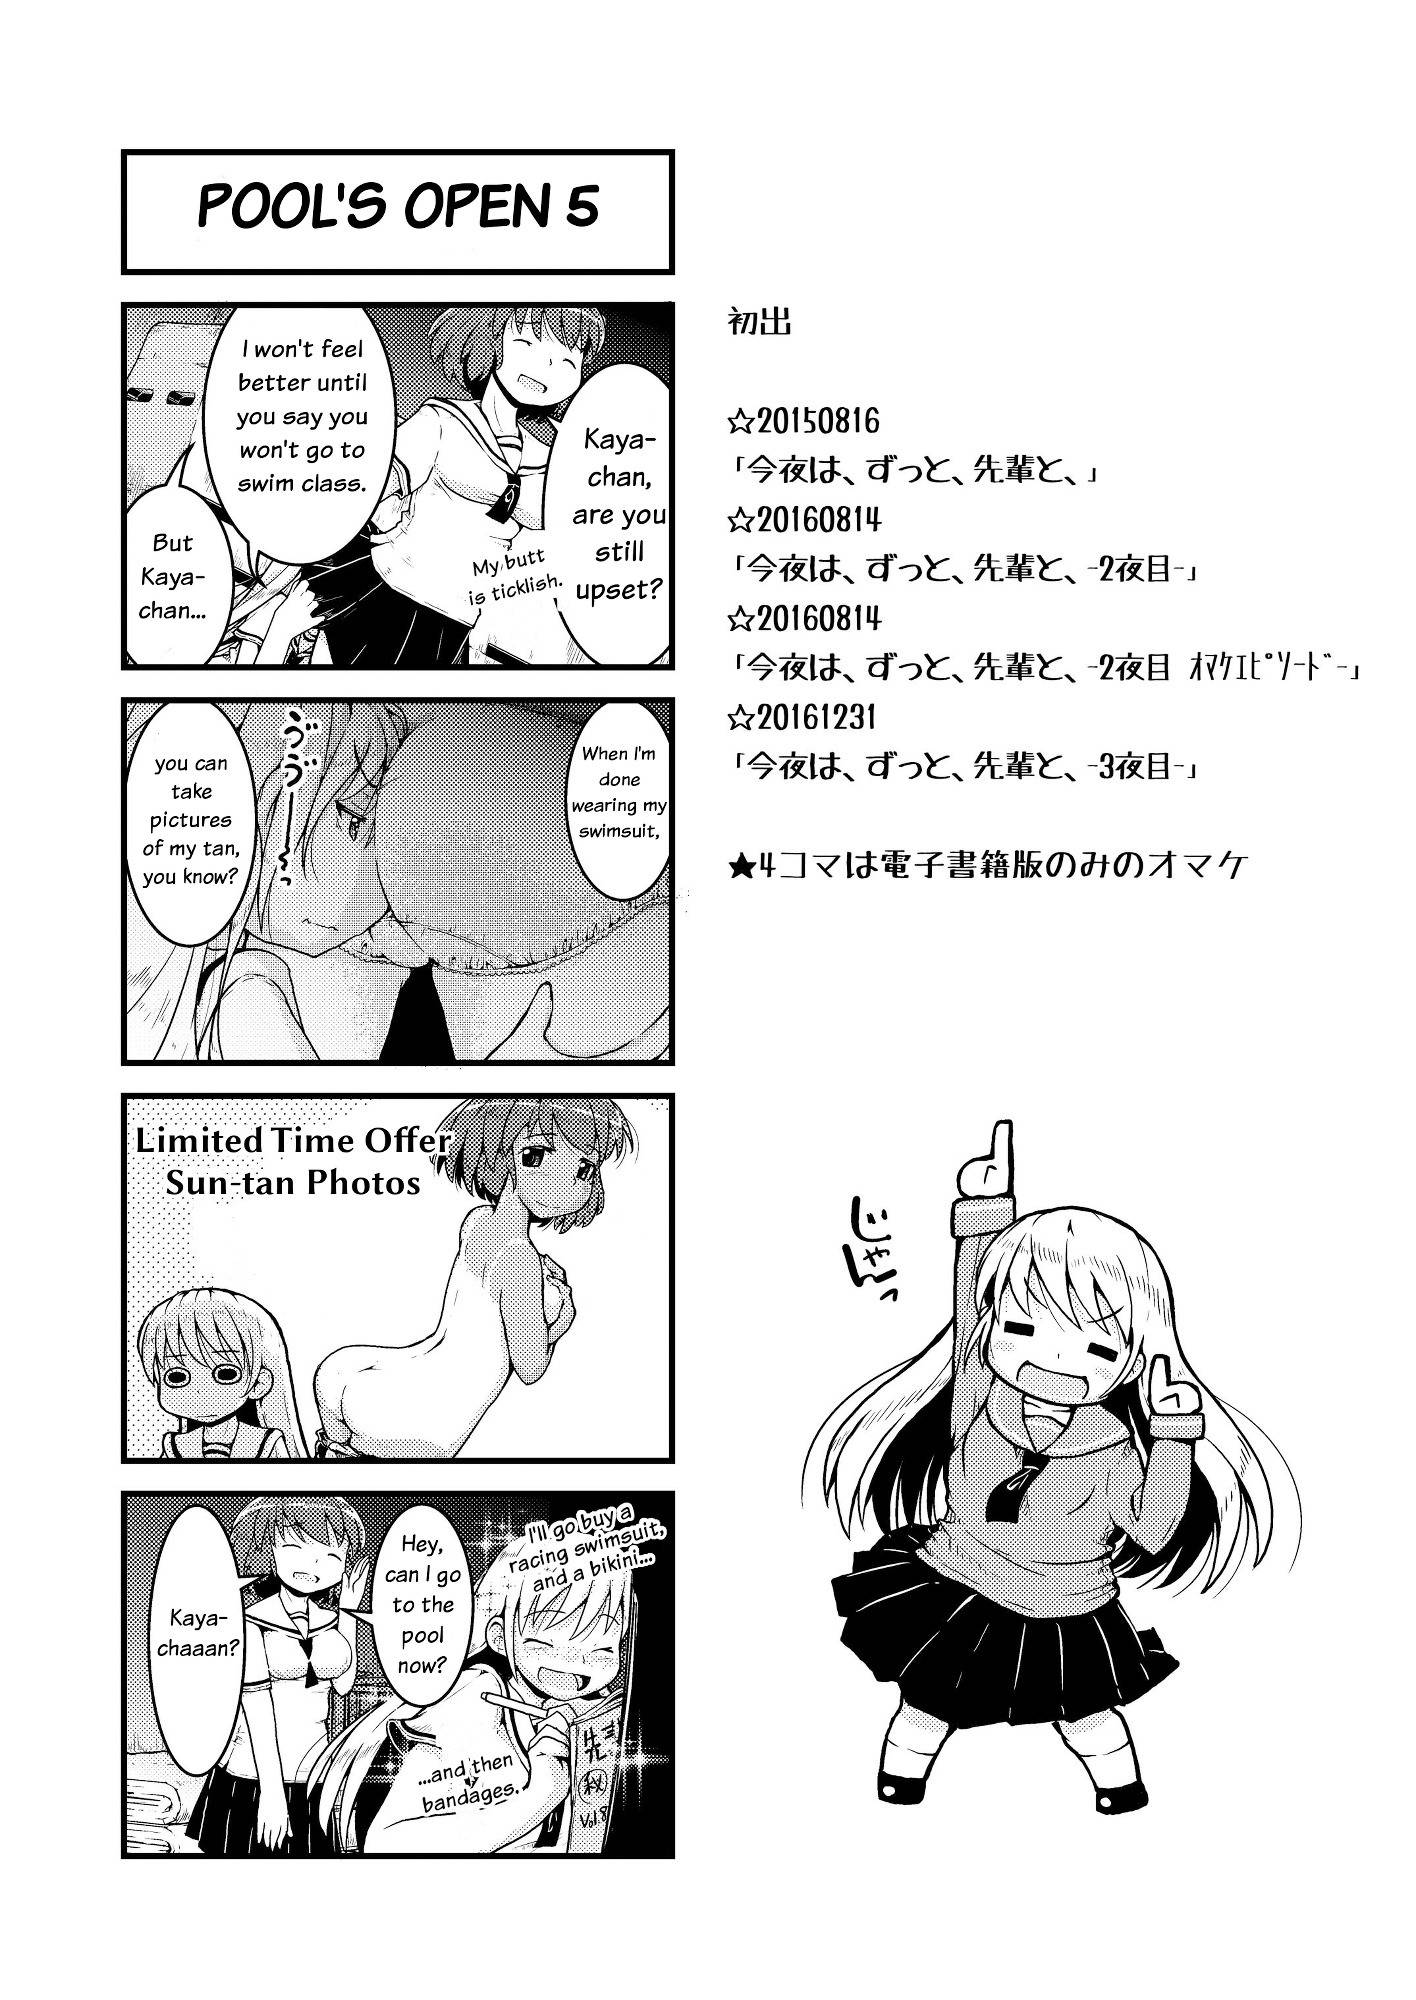 POOL'S OPEN 5
Kaya-
chan,
are you
still
upset?
My butt
is ticklish.
I won't feel
better until
you say you
won't go to
swim class.
But
Kaya-
chan...
When I'm
done
wearing my
swimsuit,
you can
take
pictures
of my tan,
you know?
Limited Time Offer
Sun-tan Photos
I'll go buy a
racing swimsuit,
and a bikini...
Hey,
can I go
to the
pool
now?
Kaya-
chaaan?
...and then
bandages.
㊙
Vol.8
初出
☆20150816
「今夜は、ずっと、先輩と、」
☆20160814
「今夜は、ずっと、先輩と、-2夜目-」
☆20160814
「今夜は、ずっと、先輩と、-2夜目 ｵﾏｹｴﾋﾟｿｰﾄﾞｰ」
☆20161231
「今夜は、ずっと、先輩と、-3夜目-」
★4コマは電子書籍版のみのオマケ
じゃんっ